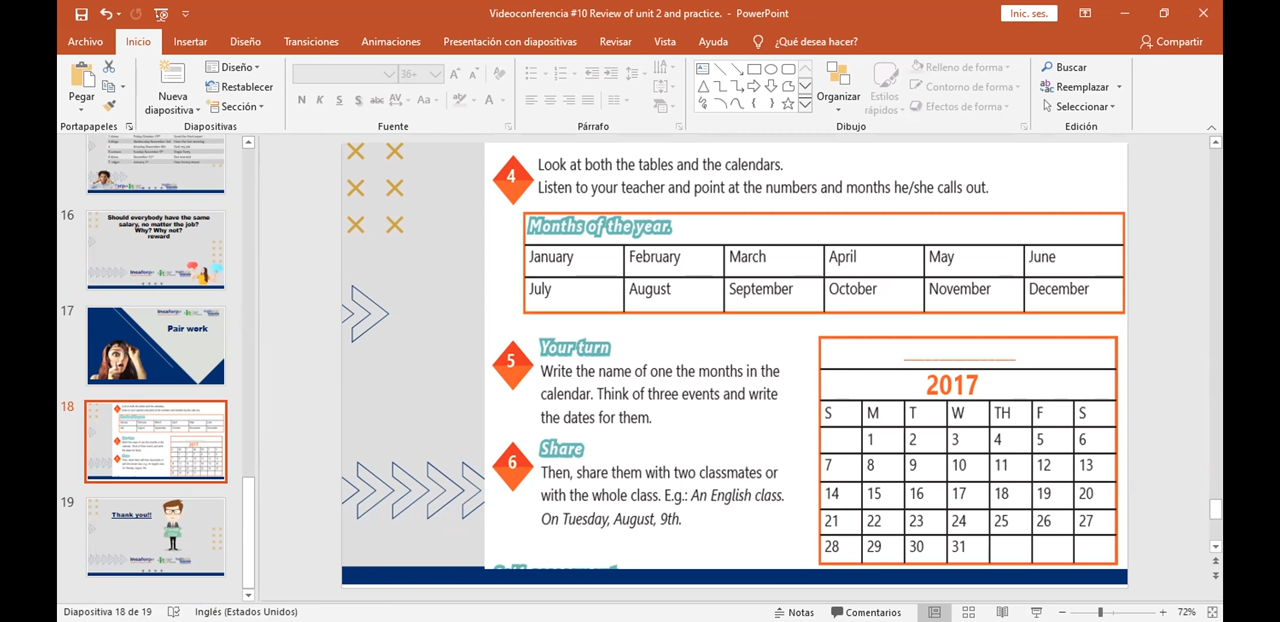 Videoconferencia #10 Review of unit 2 and practice. - PowerPoint
Inic. ses.
Archivo Inicio Insertar Diseño Transiciones Animaciones Presentación con diapositivas Revisar Vista Ayuda ¿Qué desea hacer? Compartir
Pegar
Nueva diapositiva
Diseño
Restablecer
Sección
36+
N K S S abc AV Aa A
Organizar
Estilos rápidos
Relleno de forma
Contorno de forma
Efectos de forma
Buscar
Reemplazar
Seleccionar
Portapapeles Diapositivas Fuente Párrafo Dibujo Edición
16
Should everybody have the same
salary, no matter the job?
Why? Why not?
reward
17
Pair work
18
19
Thank you!!
4
Look at both the tables and the calendars.
Listen to your teacher and point at the numbers and months he/she calls out.
Months of the year.
January February March April May June
July August September October November December
5
Your turn
Write the name of one the months in the
calendar. Think of three events and write
the dates for them.
6
Share
Then, share them with two classmates or
with the whole class. E.g.: An English class.
On Tuesday, August, 9th.
2017
S M T W TH F S
1 2 3 4 5 6
7 8 9 10 11 12 13
14 15 16 17 18 19 20
21 22 23 24 25 26 27
28 29 30 31
Diapositiva 18 de 19 Inglés (Estados Unidos) Notas Comentarios 72%